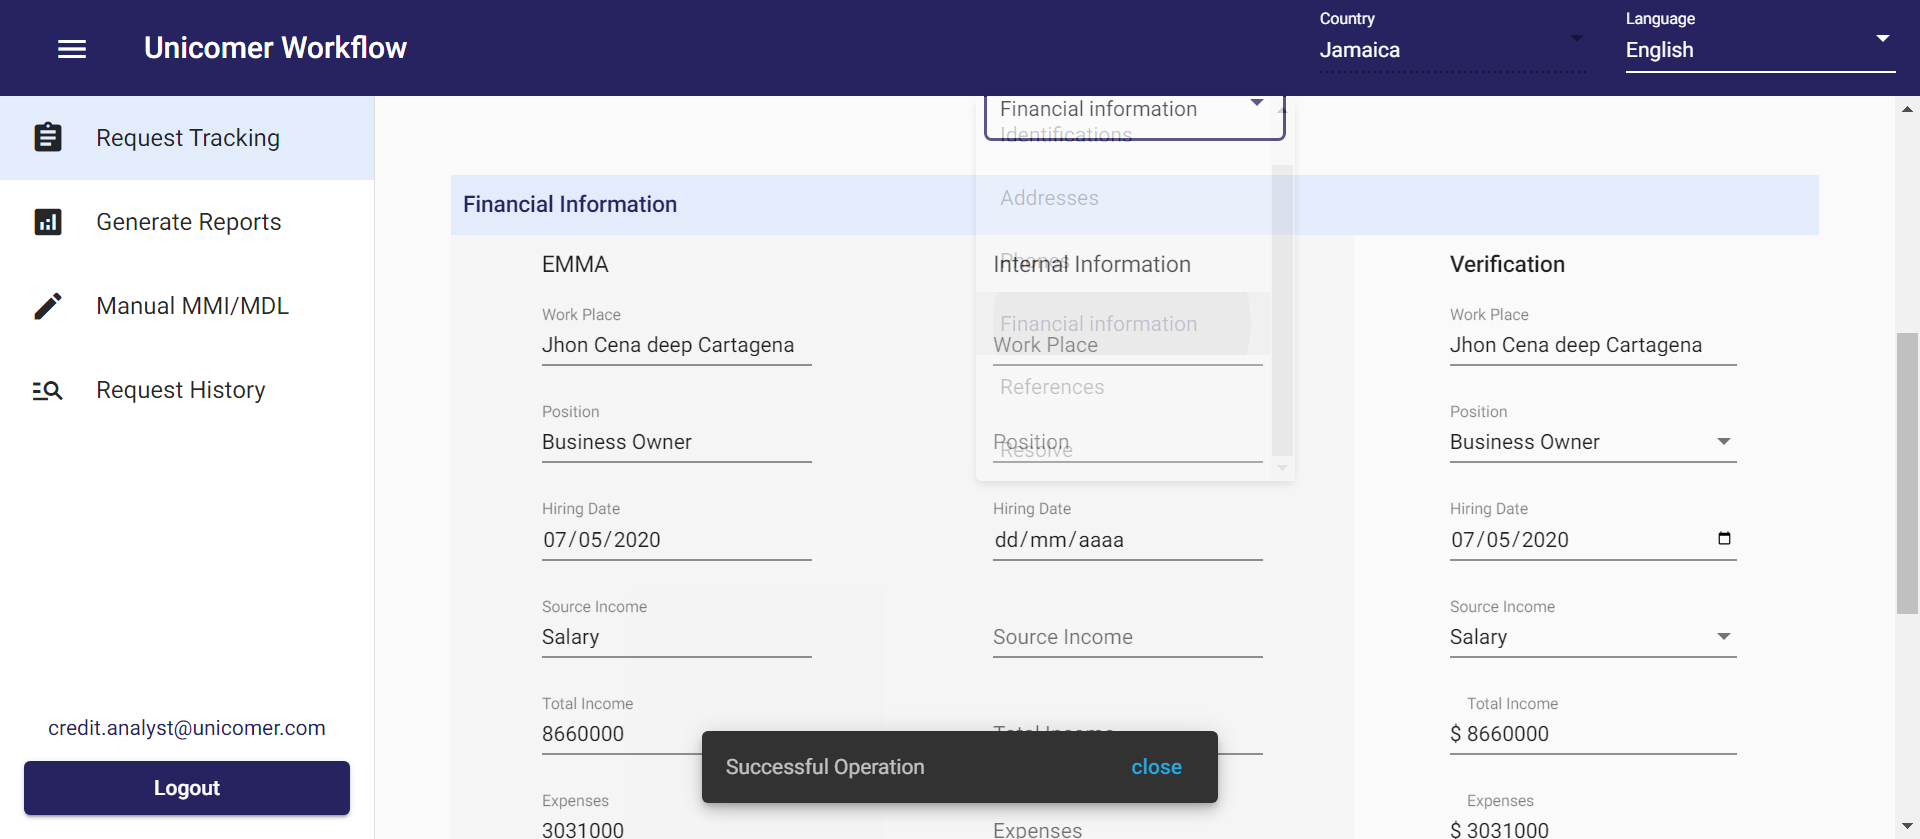 Unicomer Workflow
Country
Jamaica
Language
English
Request Tracking
Generate Reports
Manual MMI/MDL
Request History
credit.analyst@unicomer.com
Logout
Financial information
Identifications
Addresses
Phones
Financial information
References
Resolve
Financial Information
EMMA
Work Place
Jhon Cena deep Cartagena
Position
Business Owner
Hiring Date
07/05/2020
Source Income
Salary
Total Income
8660000
Expenses
3031000
Internal Information
Work Place
Position
Hiring Date
dd/mm/aaaa
Source Income
Total Income
Expenses
Verification
Work Place
Jhon Cena deep Cartagena
Position
Business Owner
Hiring Date
07/05/2020
Source Income
Salary
Total Income
$ 8660000
Expenses
$ 3031000
Successful Operation close